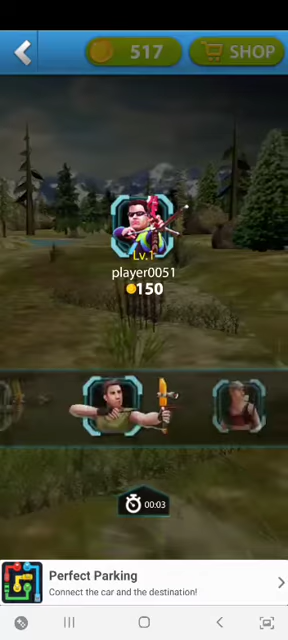 517
SHOP
Lv.1
player0051
150
00:03
Perfect Parking
Connect the car and the destination!